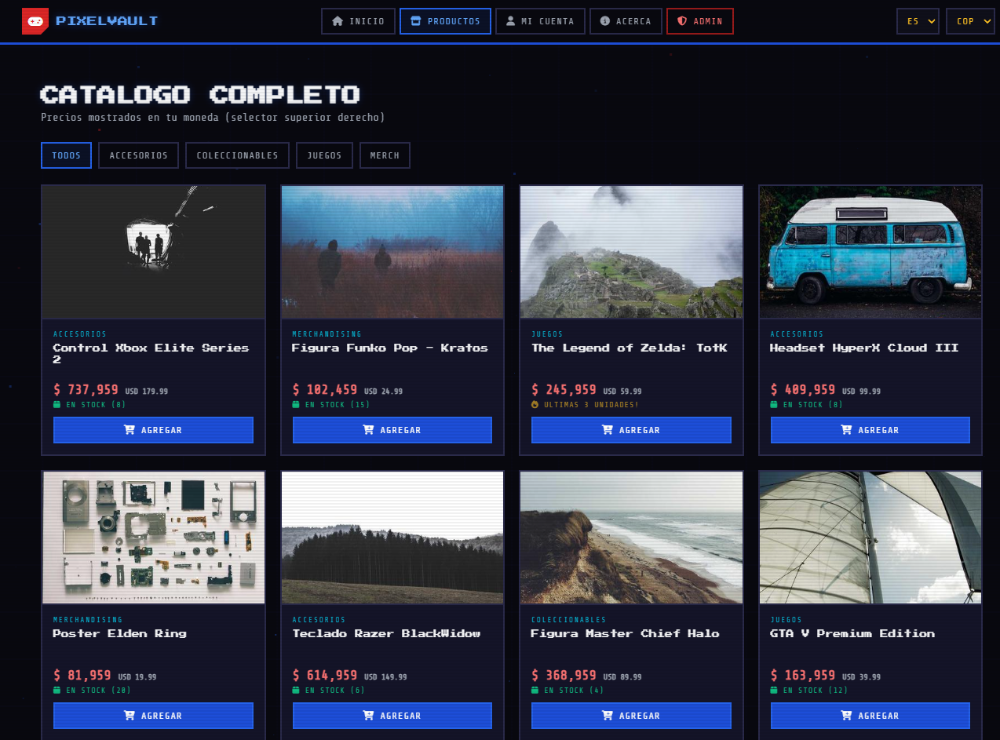 PIXELVAULT
INICIO
PRODUCTOS
MI CUENTA
ACERCA
ADMIN
ES
COP
CATALOGO COMPLETO
Precios mostrados en tu moneda (selector superior derecho)
TODOS
ACCESORIOS
COLECCIONABLES
JUEGOS
MERCH
ACCESORIOS
Control Xbox Elite Series
2
$ 737,959 USD 179.99
EN STOCK (8)
AGREGAR
MERCHANDISING
Figura Funko Pop - Kratos
$ 102,459 USD 24.99
EN STOCK (15)
AGREGAR
JUEGOS
The Legend of Zelda: TotK
$ 245,959 USD 59.99
ULTIMAS 3 UNIDADES!
AGREGAR
ACCESORIOS
Headset HyperX Cloud III
$ 409,959 USD 99.99
EN STOCK (8)
AGREGAR
MERCHANDISING
Poster Elden Ring
$ 81,959 USD 19.99
EN STOCK (20)
AGREGAR
ACCESORIOS
Teclado Razer BlackWidow
$ 614,959 USD 149.99
EN STOCK (6)
AGREGAR
COLECCIONABLES
Figura Master Chief Halo
$ 368,959 USD 89.99
EN STOCK (4)
AGREGAR
JUEGOS
GTA V Premium Edition
$ 163,959 USD 39.99
EN STOCK (12)
AGREGAR